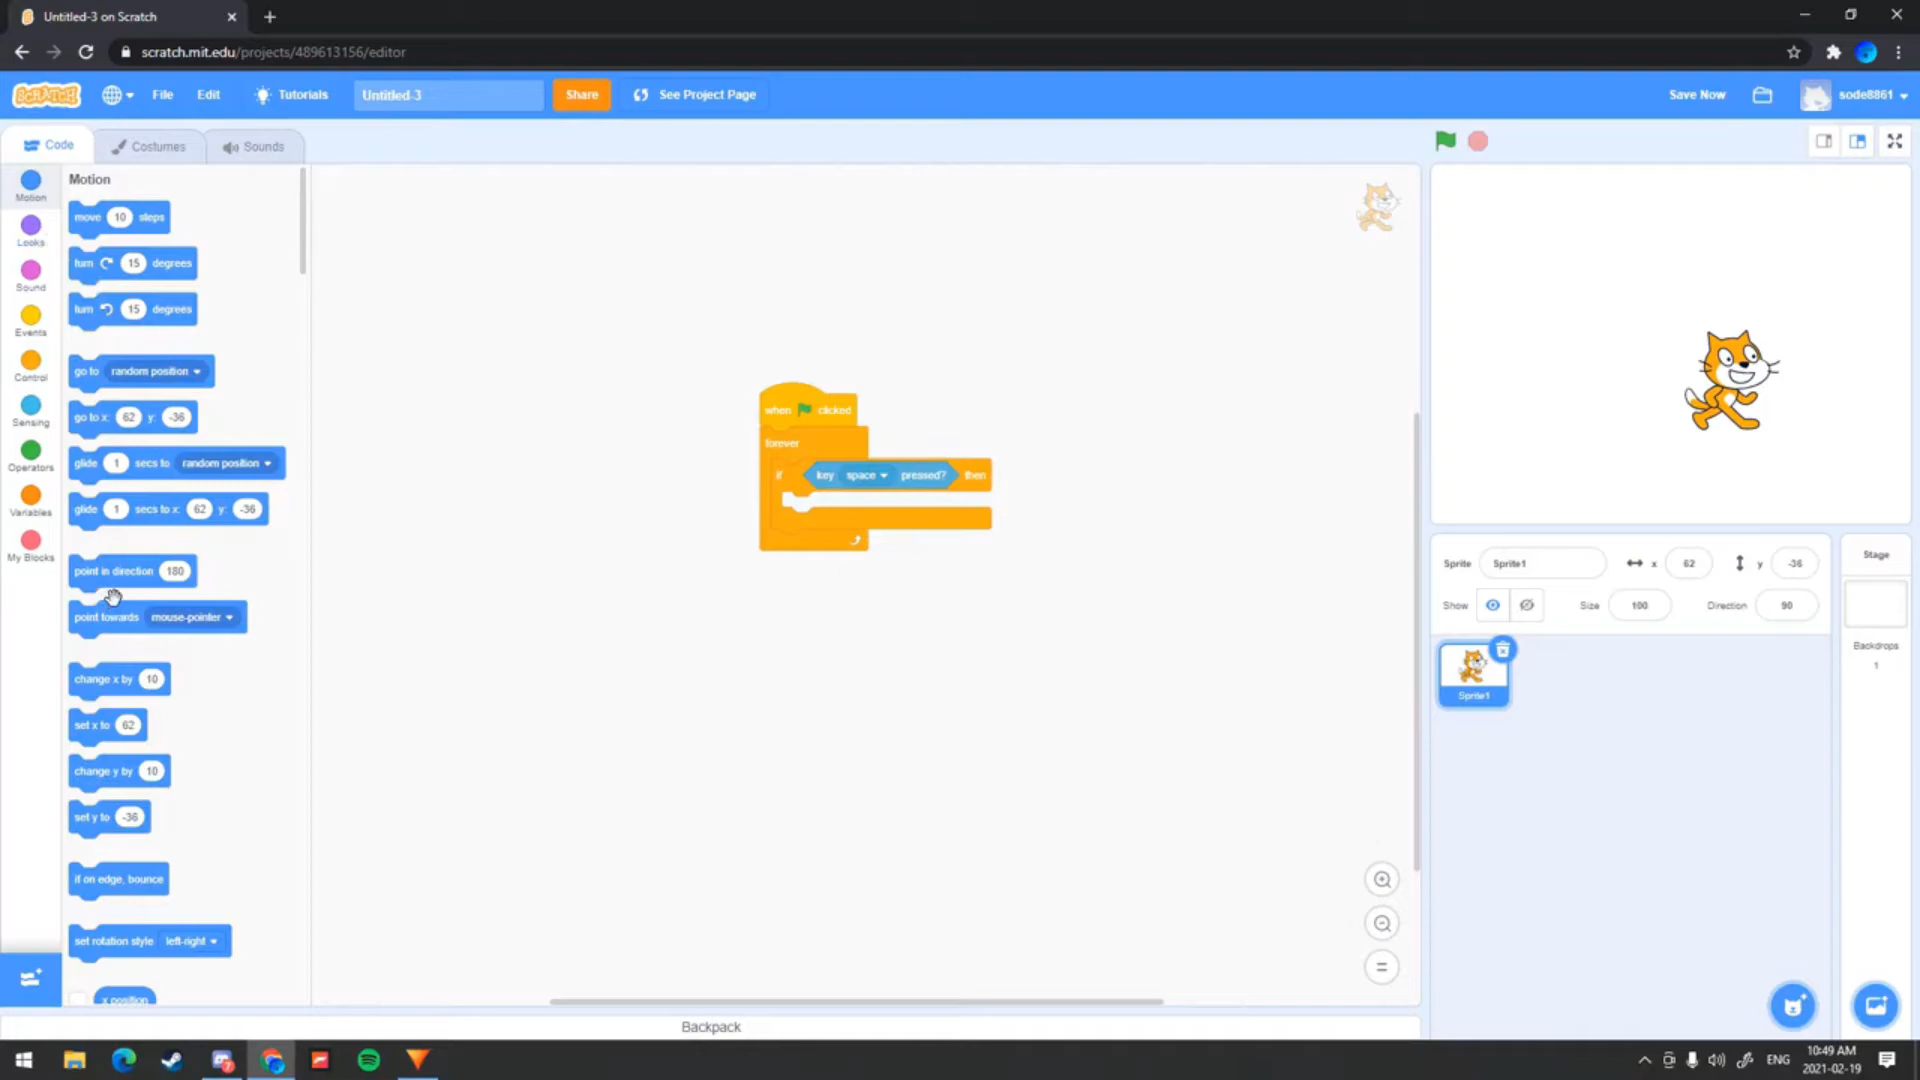 Untitled-3 on Scratch
scratch.mit.edu/projects/489613156/editor
SCRATCH
File
Edit
Tutorials
Untitled-3
Share
See Project Page
Save Now
sode8861
Code
Costumes
Sounds
Motion
Looks
Sound
Events
Control
Sensing
Operators
Variables
My Blocks
Motion
move 10 steps
turn 15 degrees
turn 15 degrees
go to random position
go to x: 62 y: -36
glide 1 secs to random position
glide 1 secs to x: 62 y: -36
point in direction 180
point towards mouse-pointer
change x by 10
set x to 62
change y by 10
set y to -36
if on edge, bounce
set rotation style left-right
x position
when clicked
forever
if key space pressed? then
Sprite Sprite1 x 62 y -36
Show Size 100 Direction 90
Sprite1
Stage
Backdrops
1
Backpack
7
ENG
10:49 AM
2021-02-19